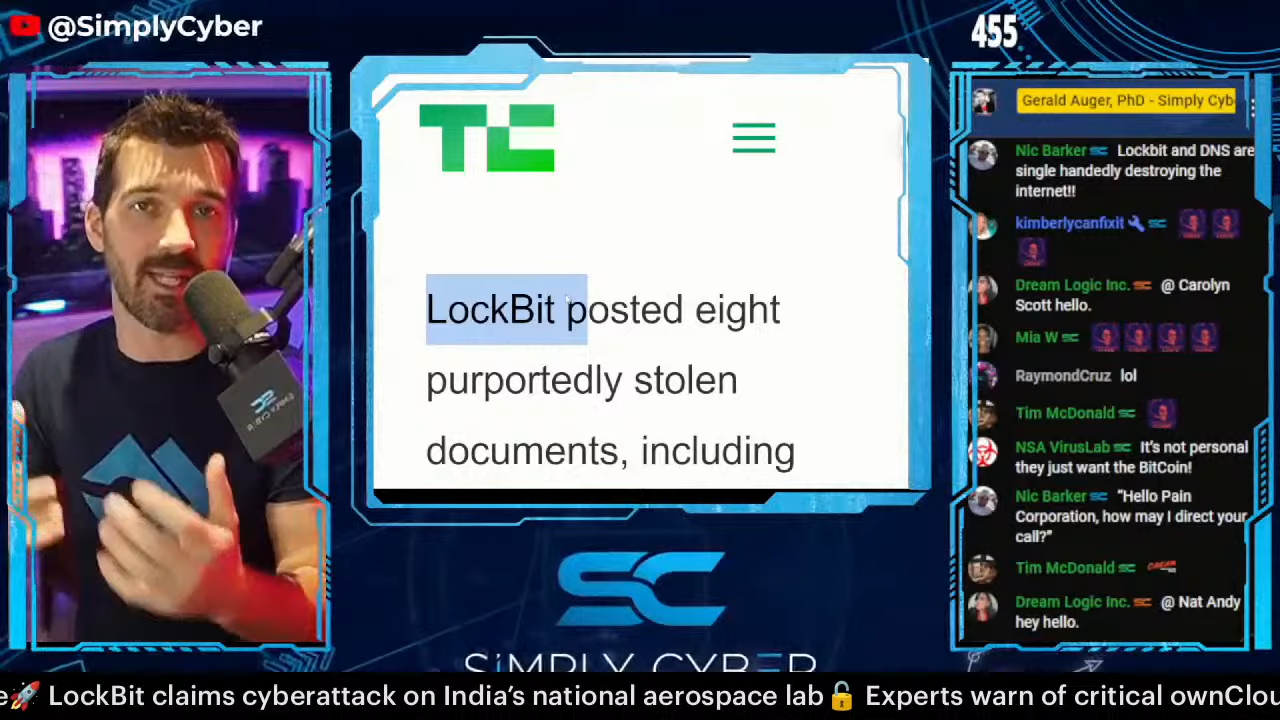 @SimplyCyber
455
TC
LockBit posted eight
purportedly stolen
documents, including
Gerald Auger, PhD - Simply Cyb
Nic Barker Lockbit and DNS are
single handedly destroying the
internet!!
kimberlycanfixit
Dream Logic Inc. @ Carolyn
Scott hello.
Mia W
RaymondCruz lol
Tim McDonald
NSA VirusLab It's not personal
they just want the BitCoin!
Nic Barker “Hello Pain
Corporation, how may I direct your
call?”
Tim McDonald
Dream Logic Inc. @ Nat Andy
hey hello.
SC
SiMPLY CYBER
e🚀 LockBit claims cyberattack on India’s national aerospace lab🔓 Experts warn of critical ownClou